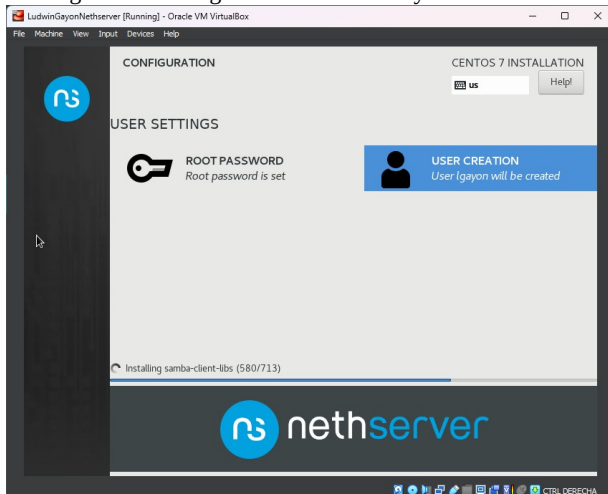 LudwinGayonNethserver [Running] - Oracle VM VirtualBox
File Machine View Input Devices Help
CONFIGURATION
CENTOS 7 INSTALLATION
us
Help!
USER SETTINGS
ROOT PASSWORD
Root password is set
USER CREATION
User lgayon will be created
Installing samba-client-libs (580/713)
nethserver
CTRL DERECHA